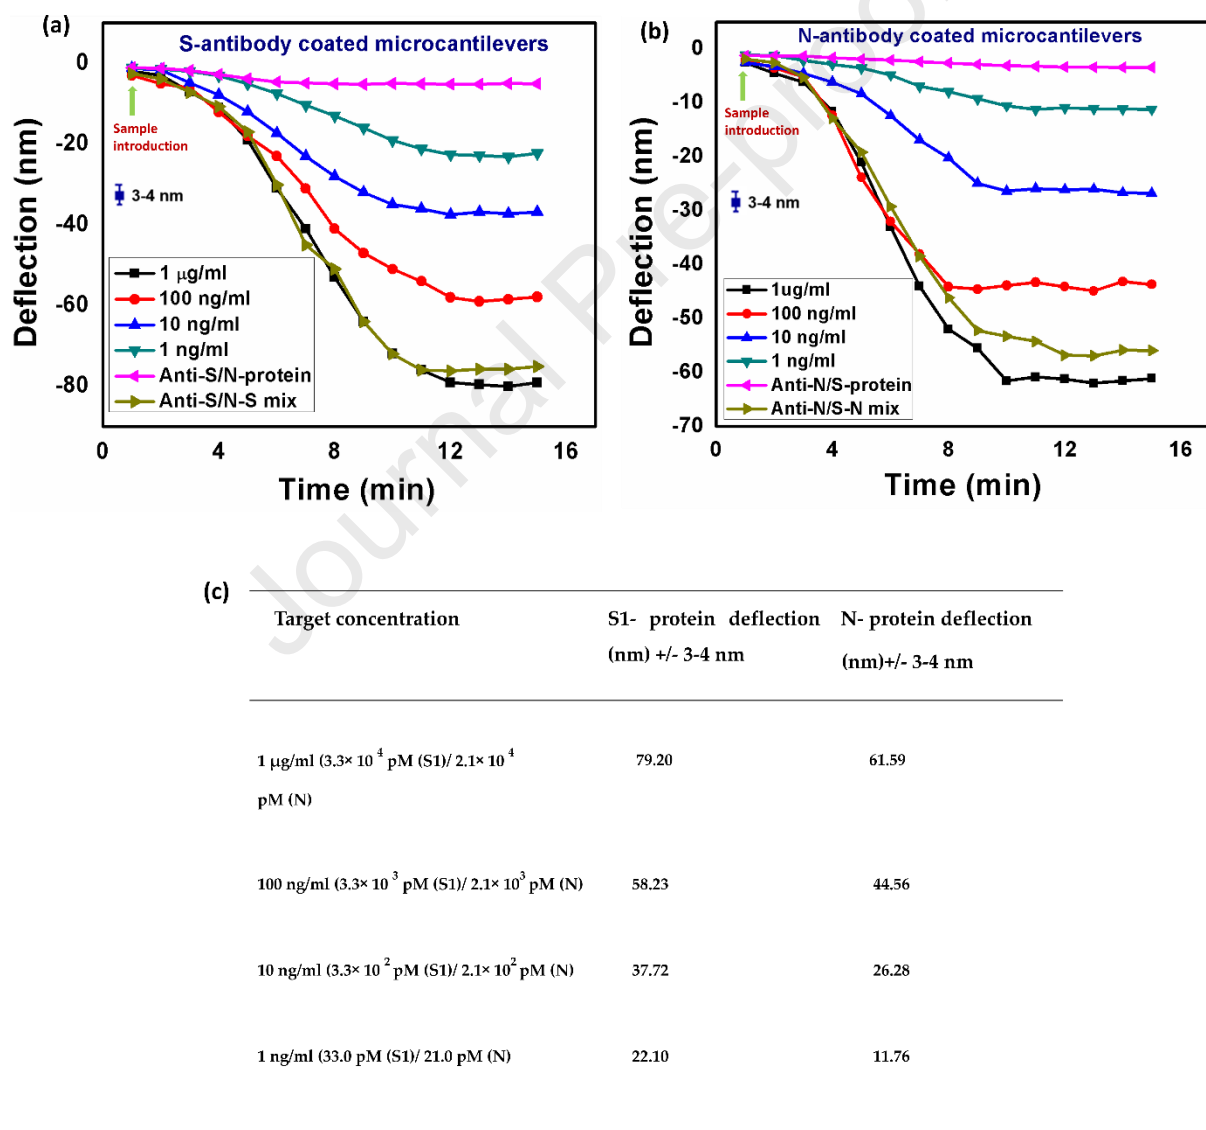 (a)
S-antibody coated microcantilevers
0
-20
-40
-60
-80
Deflection (nm)
Sample
introduction
3-4 nm
1 μg/ml
100 ng/ml
10 ng/ml
1 ng/ml
Anti-S/N-protein
Anti-S/N-S mix
0 4 8 12 16
Time (min)
(b)
N-antibody coated microcantilevers
0
-10
-20
-30
-40
-50
-60
-70
Deflection (nm)
Sample
introduction
3-4 nm
1ug/ml
100 ng/ml
10 ng/ml
1 ng/ml
Anti-N/S-protein
Anti-N/S-N mix
0 4 8 12 16
Time (min)
Journal Pre-proo
(c)
Target concentration S1- protein deflection N- protein deflection
(nm) +/- 3-4 nm (nm)+/- 3-4 nm
1 μg/ml (3.3× 10 4 pM (S1)/ 2.1× 10 4 79.20 61.59
pM (N)
100 ng/ml (3.3× 10 3 pM (S1)/ 2.1× 10 3 pM (N) 58.23 44.56
10 ng/ml (3.3× 10 2 pM (S1)/ 2.1× 10 2 pM (N) 37.72 26.28
1 ng/ml (33.0 pM (S1)/ 21.0 pM (N) 22.10 11.76